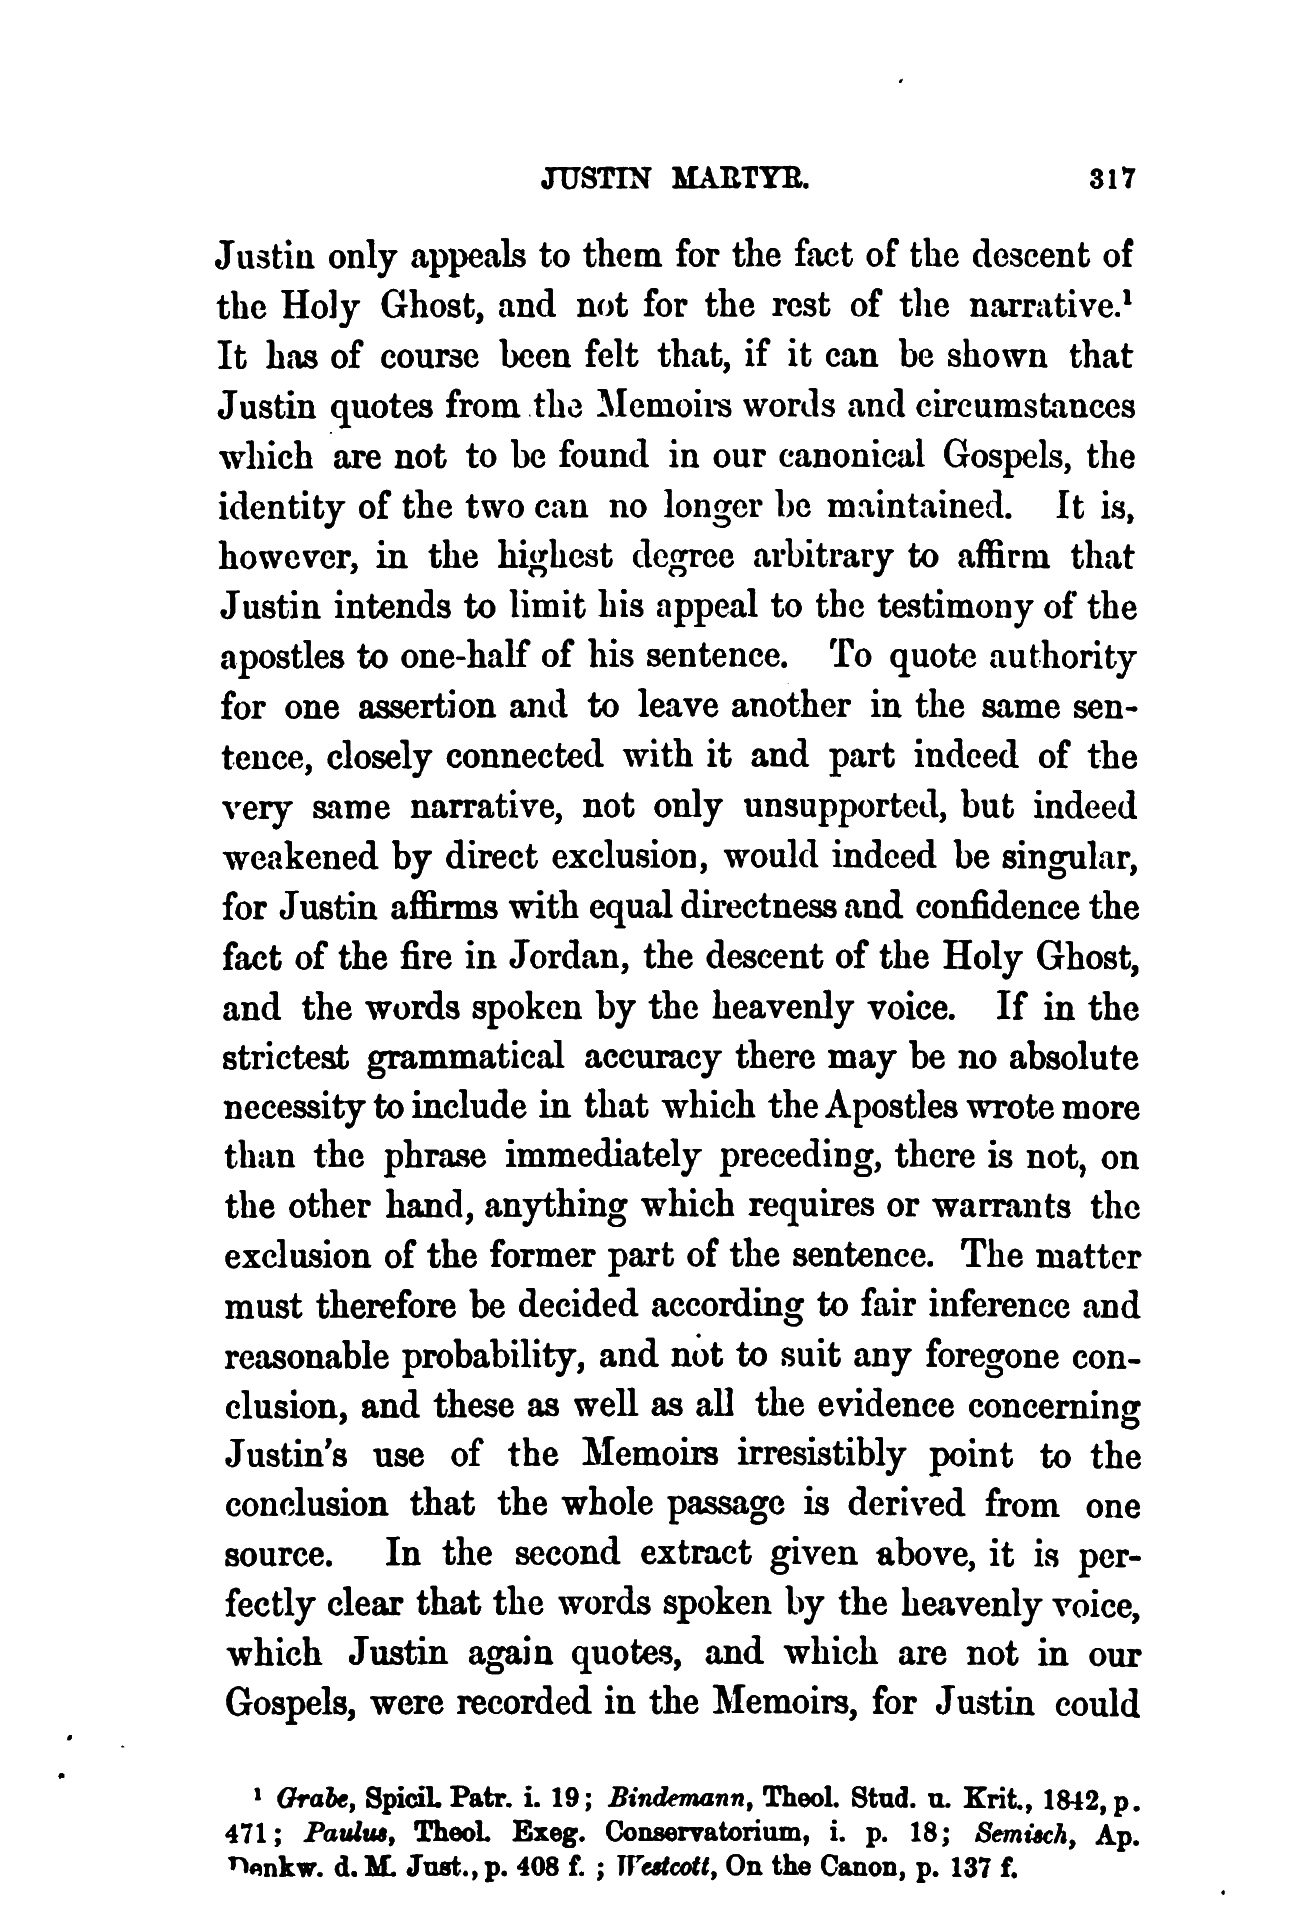 JUSTIN MARTYR. 317
Justin only appeals to them for the fact of the descent of
the Holy Ghost, and not for the rest of the narrative.¹
It has of course been felt that, if it can be shown that
Justin quotes from the Memoirs words and circumstances
which are not to be found in our canonical Gospels, the
identity of the two can no longer be maintained. It is,
however, in the highest degree arbitrary to affirm that
Justin intends to limit his appeal to the testimony of the
apostles to one-half of his sentence. To quote authority
for one assertion and to leave another in the same sen-
tence, closely connected with it and part indeed of the
very same narrative, not only unsupported, but indeed
weakened by direct exclusion, would indeed be singular,
for Justin affirms with equal directness and confidence the
fact of the fire in Jordan, the descent of the Holy Ghost,
and the words spoken by the heavenly voice. If in the
strictest grammatical accuracy there may be no absolute
necessity to include in that which the Apostles wrote more
than the phrase immediately preceding, there is not, on
the other hand, anything which requires or warrants the
exclusion of the former part of the sentence. The matter
must therefore be decided according to fair inference and
reasonable probability, and not to suit any foregone con-
clusion, and these as well as all the evidence concerning
Justin's use of the Memoirs irresistibly point to the
conclusion that the whole passage is derived from one
source. In the second extract given above, it is per-
fectly clear that the words spoken by the heavenly voice,
which Justin again quotes, and which are not in our
Gospels, were recorded in the Memoirs, for Justin could
¹ Grabe, Spicil. Patr. i. 19; Bindemann, Theol. Stud. u. Krit., 1842, p.
471; Paulus, Theol. Exeg. Conservatorium, i. p. 18; Semisch, Ap.
Denkw. d. M. Just., p. 408 f. ; Westcott, On the Canon, p. 137 f.